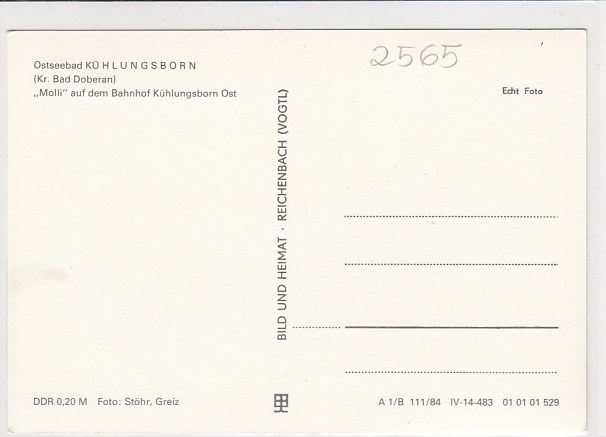 Ostseebad KÜHLUNGSBORN
(Kr. Bad Doberan)
„Molli“ auf dem Bahnhof Kühlungsborn Ost
2565
Echt Foto
BILD UND HEIMAT · REICHENBACH (VOGTL)
DDR 0,20 M Foto: Stöhr, Greiz
A 1/B 111/84 IV-14-483 01 01 01 529